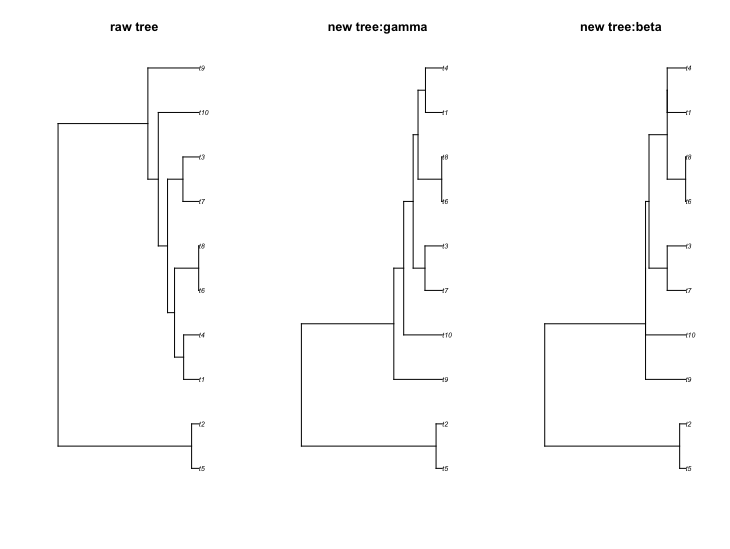 raw tree
t9
t10
t3
t7
t8
t6
t4
t1
t2
t5
new tree:gamma
t4
t1
t8
t6
t3
t7
t10
t9
t2
t5
new tree:beta
t4
t1
t8
t6
t3
t7
t10
t9
t2
t5